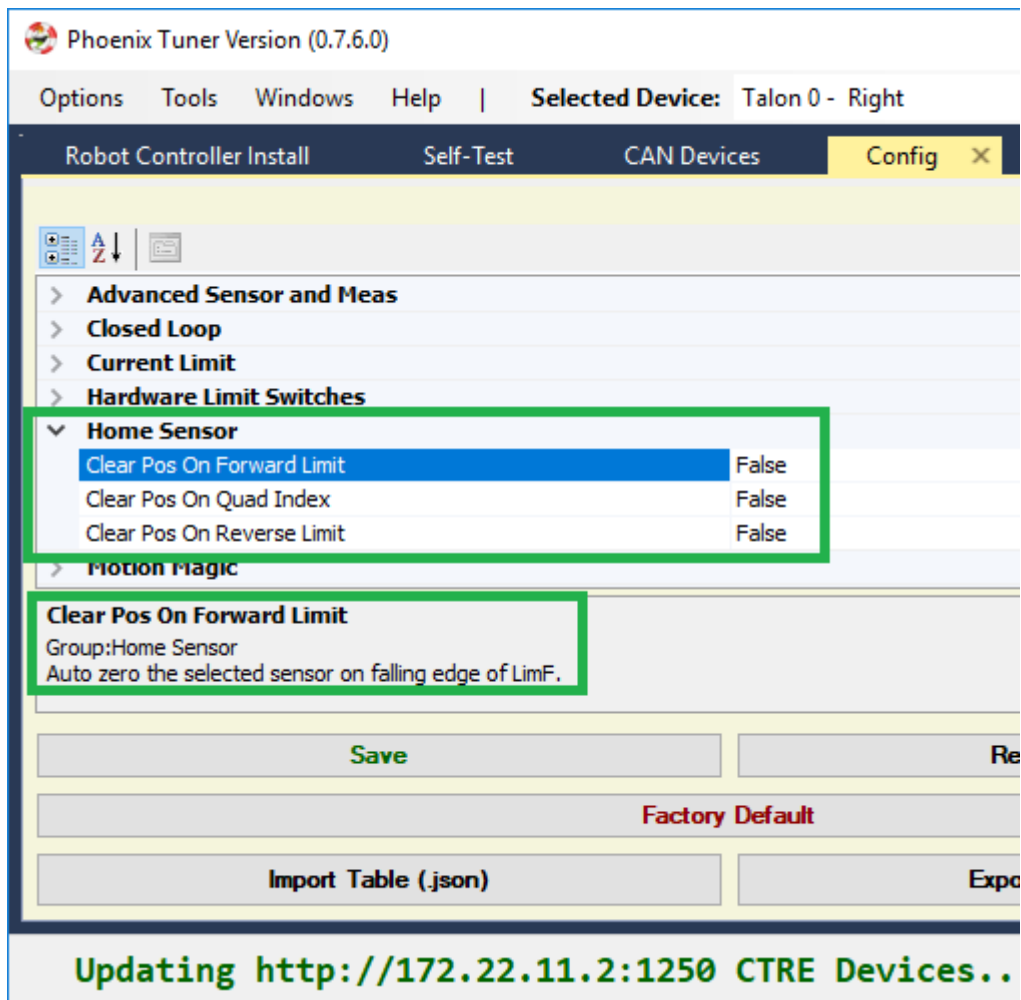 Phoenix Tuner Version (0.7.6.0)
Options Tools Windows Help | Selected Device: Talon 0 - Right
Robot Controller Install Self-Test CAN Devices Config ×
Advanced Sensor and Meas
Closed Loop
Current Limit
Hardware Limit Switches
Home Sensor
Clear Pos On Forward Limit False
Clear Pos On Quad Index False
Clear Pos On Reverse Limit False
Motion Magic
Clear Pos On Forward Limit
Group:Home Sensor
Auto zero the selected sensor on falling edge of LimF.
Save Re
Factory Default
Import Table (.json) Expo
Updating http://172.22.11.2:1250 CTRE Devices..